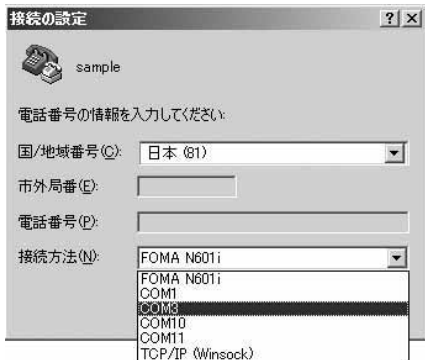 接続の設定
sample
電話番号の情報を入力してください:
国/地域番号(C): 日本 (81)
市外局番(E):
電話番号(P):
接続方法(N): FOMA N601i
FOMA N601i
COM1
COM3
COM10
COM11
TCP/IP (Winsock)